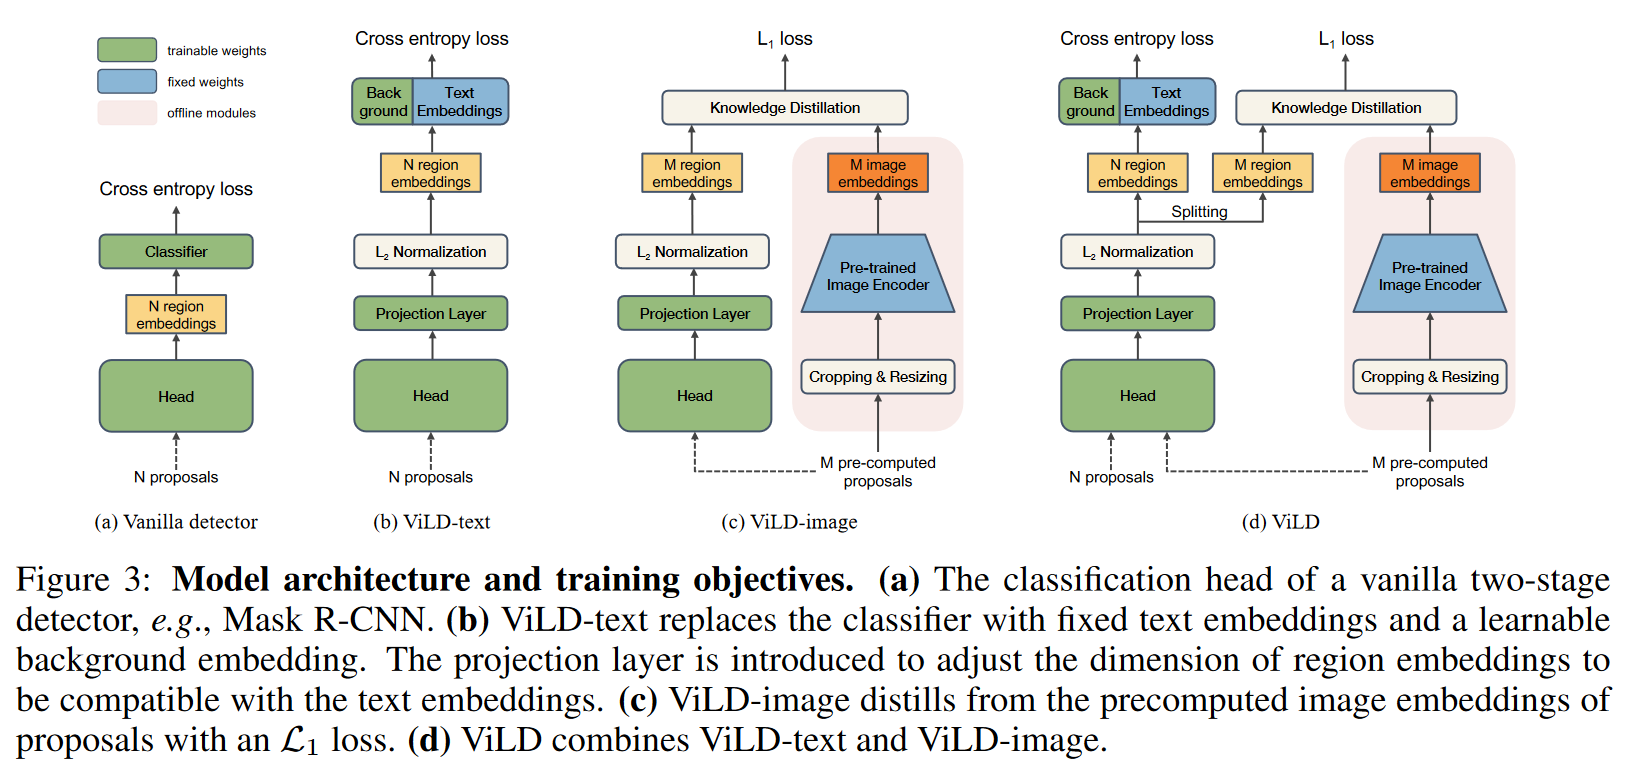 trainable weights
fixed weights
offline modules
Cross entropy loss
Classifier
N region
embeddings
Head
N proposals
(a) Vanilla detector
Cross entropy loss
Back
ground
Text
Embeddings
N region
embeddings
L2 Normalization
Projection Layer
Head
N proposals
(b) ViLD-text
L1 loss
Knowledge Distillation
M region
embeddings
M image
embeddings
L2 Normalization
Pre-trained
Image Encoder
Projection Layer
Cropping & Resizing
Head
M pre-computed
proposals
(c) ViLD-image
Cross entropy loss
L1 loss
Back
ground
Text
Embeddings
Knowledge Distillation
N region
embeddings
M region
embeddings
M image
embeddings
Splitting
L2 Normalization
Pre-trained
Image Encoder
Projection Layer
Cropping & Resizing
Head
N proposals
M pre-computed
proposals
(d) ViLD
Figure 3: Model architecture and training objectives. (a) The classification head of a vanilla two-stage
detector, e.g., Mask R-CNN. (b) ViLD-text replaces the classifier with fixed text embeddings and a learnable
background embedding. The projection layer is introduced to adjust the dimension of region embeddings to
be compatible with the text embeddings. (c) ViLD-image distills from the precomputed image embeddings of
proposals with an ℒ1 loss. (d) ViLD combines ViLD-text and ViLD-image.